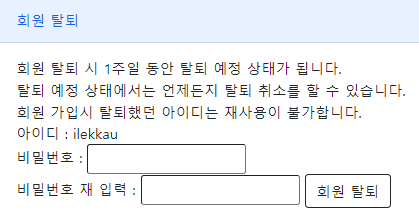 회원 탈퇴
회원 탈퇴 시 1주일 동안 탈퇴 예정 상태가 됩니다.
탈퇴 예정 상태에서는 언제든지 탈퇴 취소를 할 수 있습니다.
회원 가입시 탈퇴했던 아이디는 재사용이 불가합니다.
아이디 : ilekkau
비밀번호 :
비밀번호 재 입력 : 회원 탈퇴